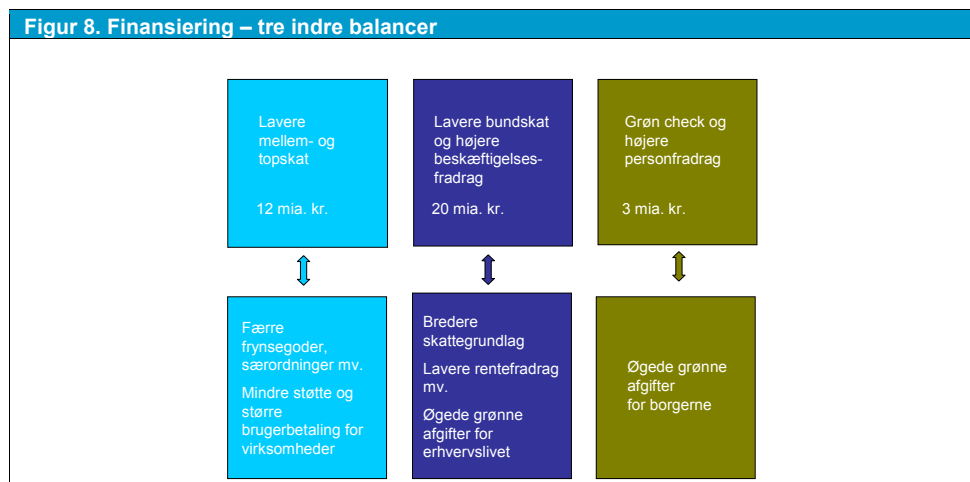 Figur 8. Finansiering – tre indre balancer
Lavere
mellem- og
topskat
12 mia. kr.
Lavere bundskat
og højere
beskæftigelses-
fradrag
20 mia. kr.
Grøn check og
højere
personfradrag
3 mia. kr.
Færre
frynsegoder,
særordninger mv.
Mindre støtte og
større
brugerbetaling for
virksomheder
Bredere
skattegrundlag
Lavere rentefradrag
mv.
Øgede grønne
afgifter for
erhvervslivet
Øgede grønne
afgifter
for borgerne